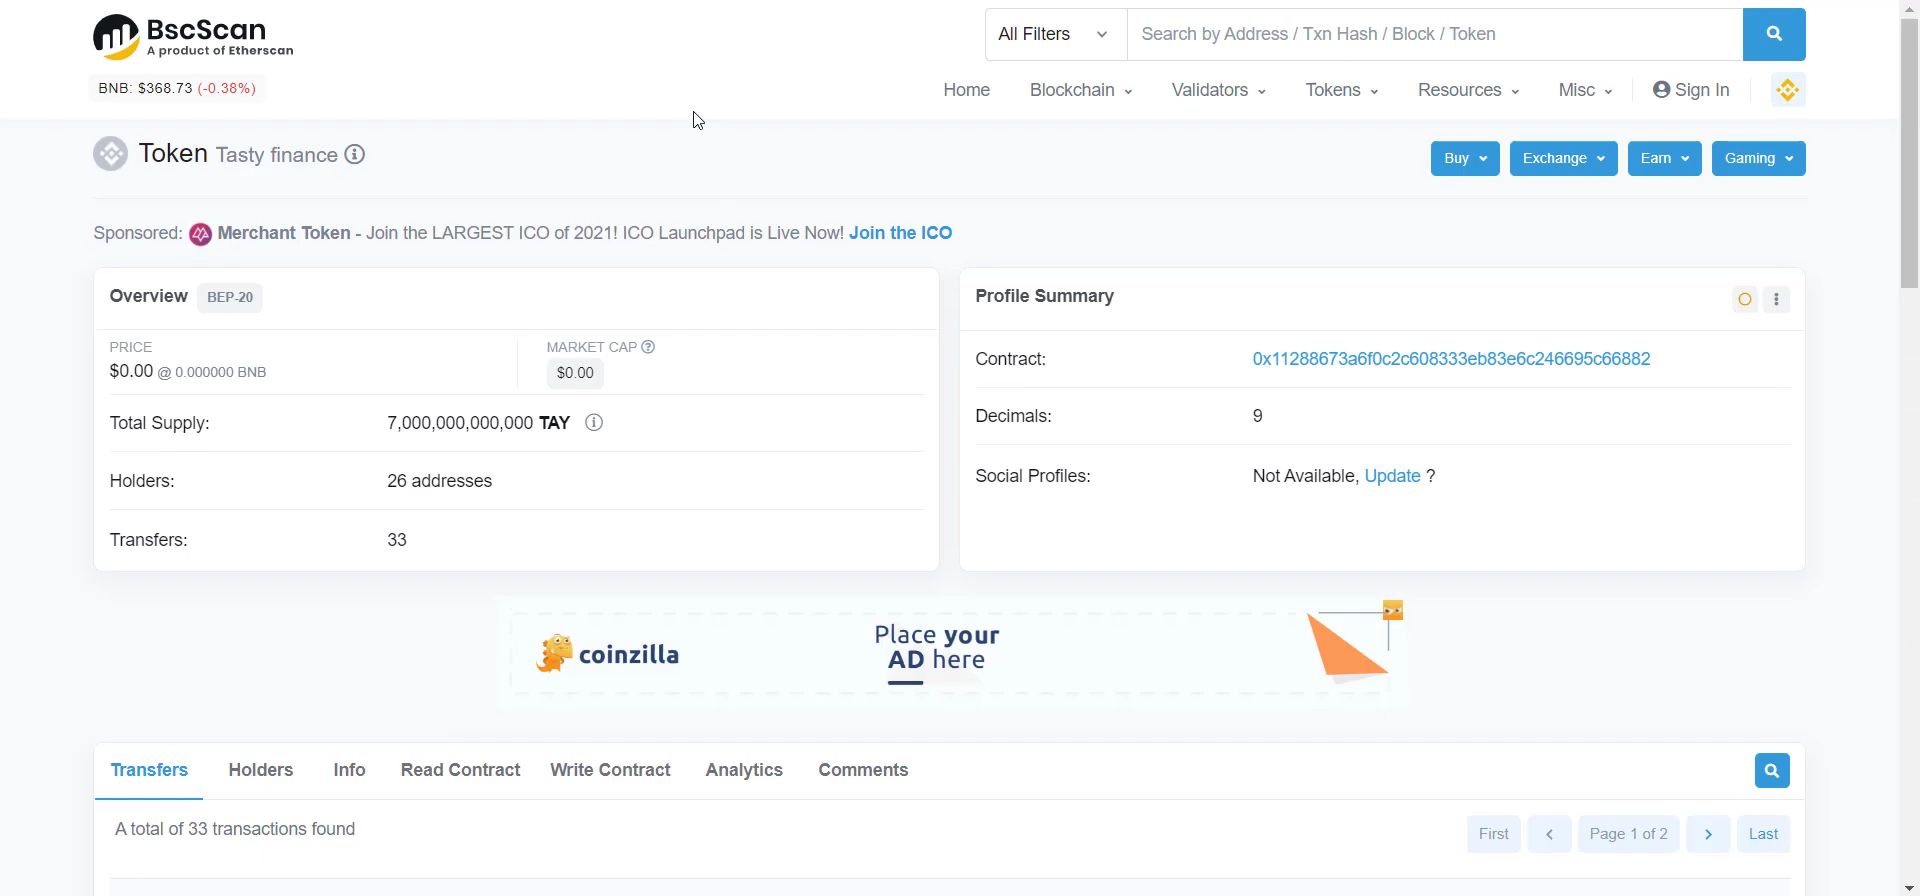 BscScan
A product of Etherscan
All Filters
Search by Address / Txn Hash / Block / Token
BNB: $368.73 (-0.38%)
Home Blockchain Validators Tokens Resources Misc Sign In
Token Tasty finance
Buy Exchange Earn Gaming
Sponsored: Merchant Token - Join the LARGEST ICO of 2021! ICO Launchpad is Live Now! Join the ICO
Overview BEP-20
PRICE
$0.00 @ 0.000000 BNB
MARKET CAP
$0.00
Total Supply: 7,000,000,000,000 TAY
Holders: 26 addresses
Transfers: 33
Profile Summary
Contract: 0x11288673a6f0c2c608333eb83e6c246695c66882
Decimals: 9
Social Profiles: Not Available, Update ?
coinzilla
Place your
AD here
Transfers Holders Info Read Contract Write Contract Analytics Comments
A total of 33 transactions found
First Page 1 of 2 Last